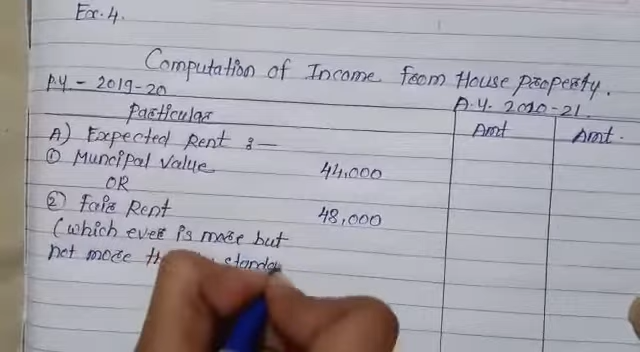 Ex.4.
Computation of Income from House Property.
P.Y. - 2019-20
A.Y. 2020-21.
Particular
Amt
Amt.
A) Expected Rent :-
① Muncipal Value 44,000
OR
② Fair Rent 48,000
(which ever is more but
not more